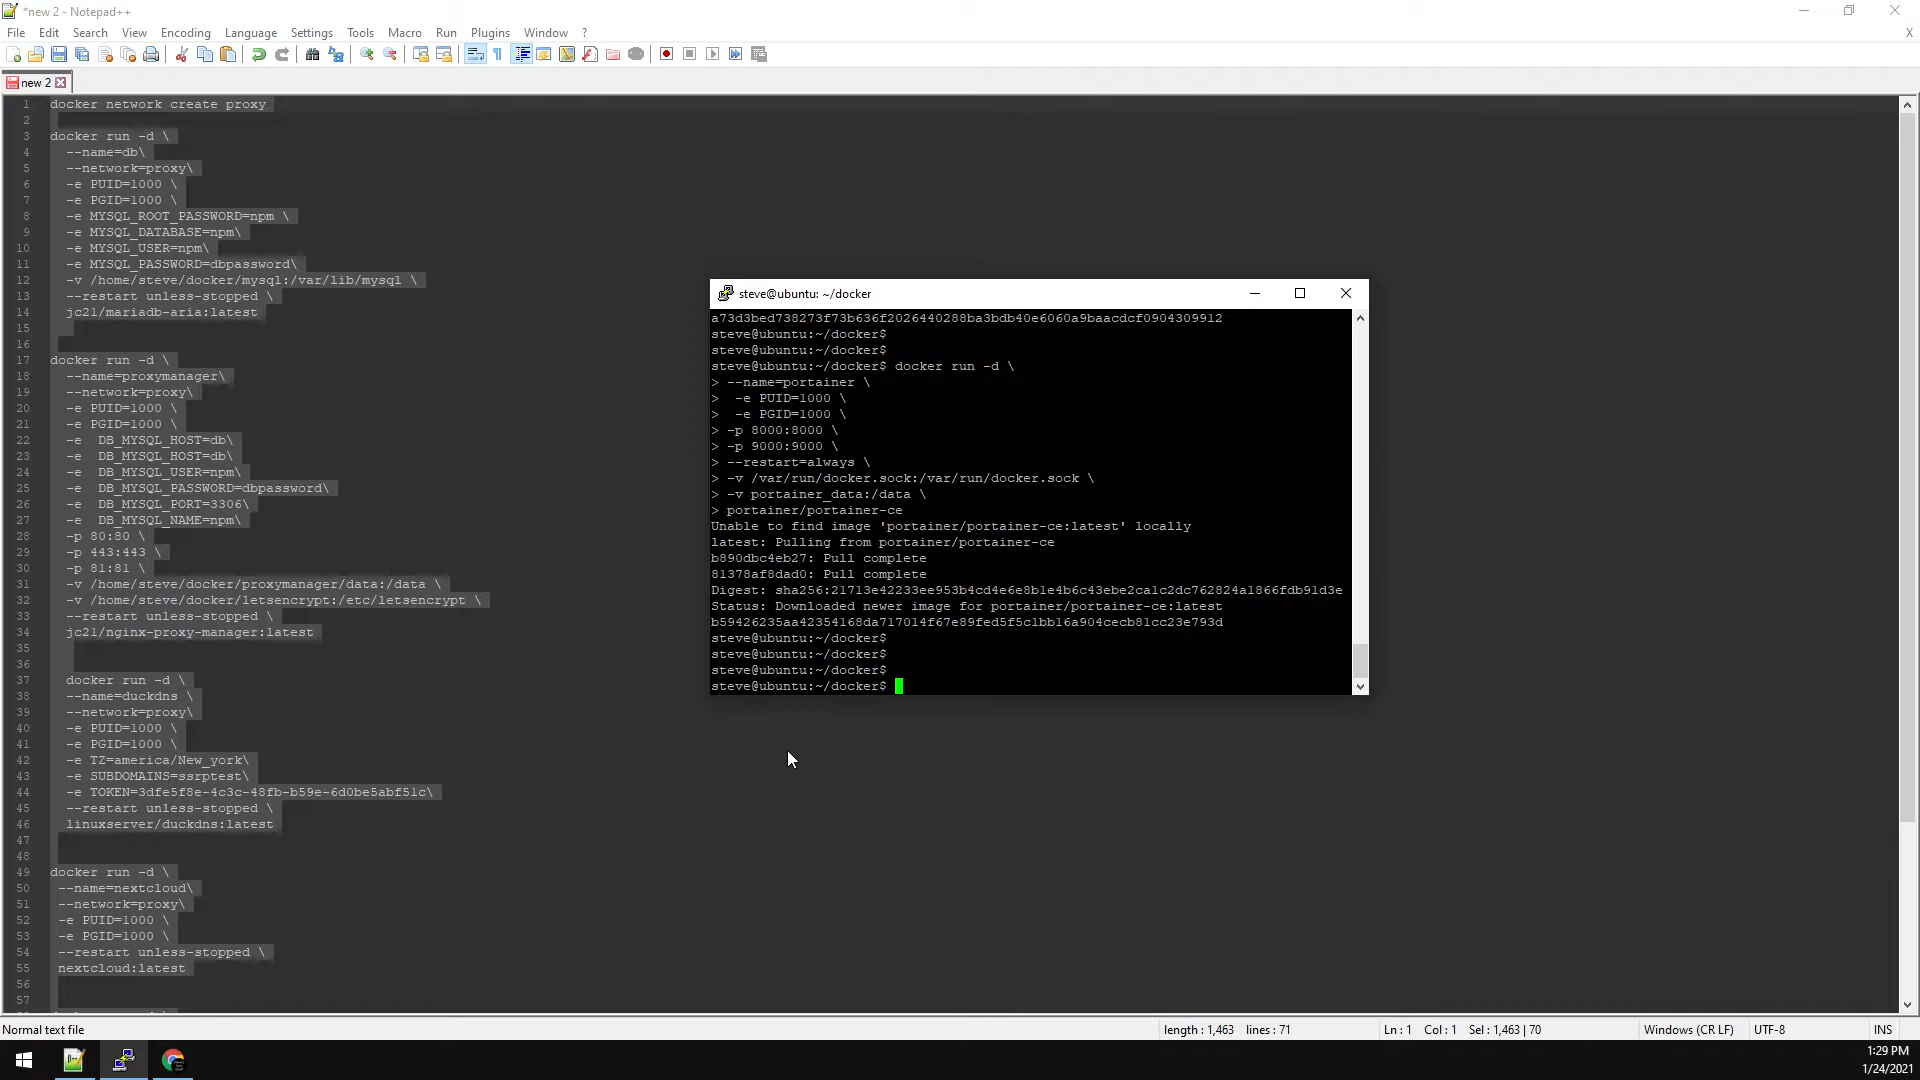 *new 2 - Notepad++
File Edit Search View Encoding Language Settings Tools Macro Run Plugins Window ? X
new 2
1 docker network create proxy
2
3 docker run -d \
4 --name=db\
5 --network=proxy\
6 -e PUID=1000 \
7 -e PGID=1000 \
8 -e MYSQL_ROOT_PASSWORD=npm \
9 -e MYSQL_DATABASE=npm\
10 -e MYSQL_USER=npm\
11 -e MYSQL_PASSWORD=dbpassword\
12 -v /home/steve/docker/mysql:/var/lib/mysql \
13 --restart unless-stopped \
14 jc21/mariadb-aria:latest
15
16
17 docker run -d \
18 --name=proxymanager\
19 --network=proxy\
20 -e PUID=1000 \
21 -e PGID=1000 \
22 -e  DB_MYSQL_HOST=db\
23 -e  DB_MYSQL_HOST=db\
24 -e  DB_MYSQL_USER=npm\
25 -e  DB_MYSQL_PASSWORD=dbpassword\
26 -e  DB_MYSQL_PORT=3306\
27 -e  DB_MYSQL_NAME=npm\
28 -p 80:80 \
29 -p 443:443 \
30 -p 81:81 \
31 -v /home/steve/docker/proxymanager/data:/data \
32 -v /home/steve/docker/letsencrypt:/etc/letsencrypt \
33 --restart unless-stopped \
34 jc21/nginx-proxy-manager:latest
35
36
37 docker run -d \
38 --name=duckdns \
39 --network=proxy\
40 -e PUID=1000 \
41 -e PGID=1000 \
42 -e TZ=america/New_york\
43 -e SUBDOMAINS=ssrptest\
44 -e TOKEN=3dfe5f8e-4c3c-48fb-b59e-6d0be5abf51c\
45 --restart unless-stopped \
46 linuxserver/duckdns:latest
47
48
49 docker run -d \
50 --name=nextcloud\
51 --network=proxy\
52 -e PUID=1000 \
53 -e PGID=1000 \
54 --restart unless-stopped \
55 nextcloud:latest
56
57
steve@ubuntu: ~/docker
a73d3bed738273f73b636f2026440288ba3bdb40e6060a9baacdcf0904309912
steve@ubuntu:~/docker$
steve@ubuntu:~/docker$
steve@ubuntu:~/docker$ docker run -d \
> --name=portainer \
>  -e PUID=1000 \
>  -e PGID=1000 \
> -p 8000:8000 \
> -p 9000:9000 \
> --restart=always \
> -v /var/run/docker.sock:/var/run/docker.sock \
> -v portainer_data:/data \
> portainer/portainer-ce
Unable to find image 'portainer/portainer-ce:latest' locally
latest: Pulling from portainer/portainer-ce
b890dbc4eb27: Pull complete
81378af8dad0: Pull complete
Digest: sha256:21713e42233ee953b4cd4e6e8b1e4b6c43ebe2ca1c2dc762824a1866fdb91d3e
Status: Downloaded newer image for portainer/portainer-ce:latest
b59426235aa42354168da717014f67e89fed5f5c1bb16a904cecb81cc23e793d
steve@ubuntu:~/docker$
steve@ubuntu:~/docker$
steve@ubuntu:~/docker$
steve@ubuntu:~/docker$
Normal text file length : 1,463 lines : 71 Ln : 1 Col : 1 Sel : 1,463 | 70 Windows (CR LF) UTF-8 INS
1:29 PM
1/24/2021